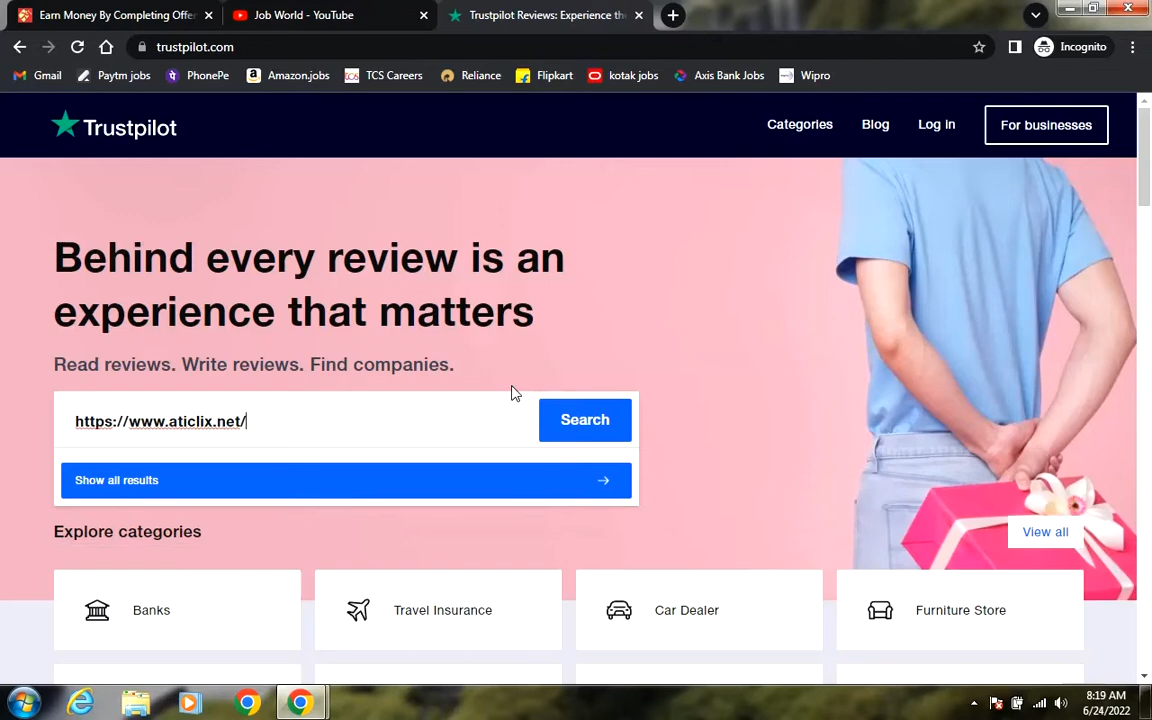 Earn Money By Completing Offer
Job World - YouTube
Trustpilot Reviews: Experience th
trustpilot.com
Incognito
Gmail
Paytm jobs
PhonePe
Amazon.jobs
TCS Careers
Reliance
Flipkart
kotak jobs
Axis Bank Jobs
Wipro
Trustpilot
Categories
Blog
Log in
For businesses
Behind every review is an
experience that matters
Read reviews. Write reviews. Find companies.
https://www.aticlix.net/
Search
Show all results
Explore categories
View all
Banks
Travel Insurance
Car Dealer
Furniture Store
8:19 AM
6/24/2022